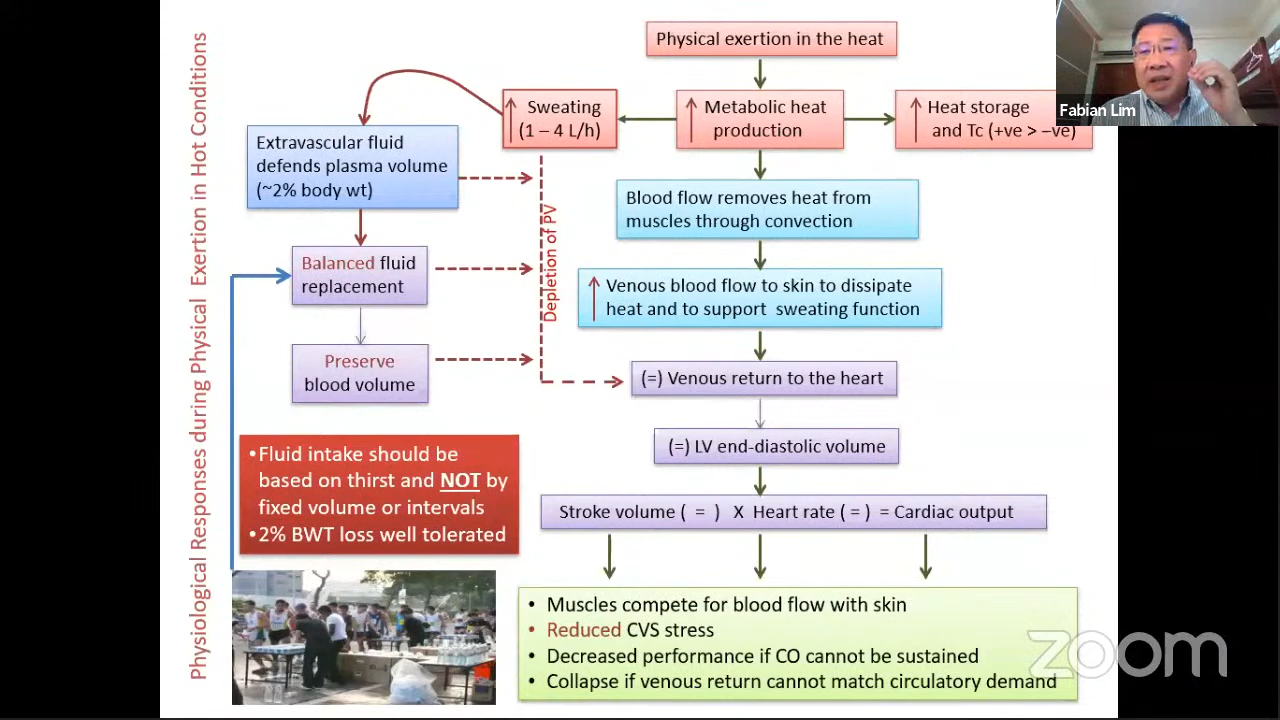 Physiological Responses during Physical Exertion in Hot Conditions
Physical exertion in the heat
Fabian Lim
Sweating
(1 – 4 L/h)
Metabolic heat
production
Heat storage
and Tc (+ve > –ve)
Extravascular fluid
defends plasma volume
(~2% body wt)
Blood flow removes heat from
muscles through convection
Depletion of PV
Balanced fluid
replacement
Venous blood flow to skin to dissipate
heat and to support sweating function
Preserve
blood volume
(=) Venous return to the heart
(=) LV end-diastolic volume
•Fluid intake should be
based on thirst and NOT by
fixed volume or intervals
•2% BWT loss well tolerated
Stroke volume ( = ) X Heart rate ( = ) = Cardiac output
• Muscles compete for blood flow with skin
• Reduced CVS stress
• Decreased performance if CO cannot be sustained
• Collapse if venous return cannot match circulatory demand
zoom